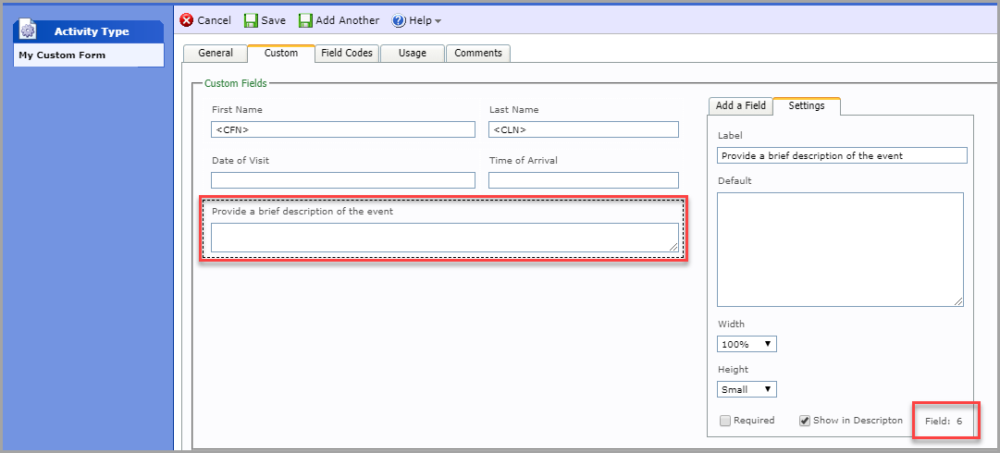 Activity Type
My Custom Form
Cancel Save Add Another Help
General Custom Field Codes Usage Comments
Custom Fields
First Name Last Name
<CFN> <CLN>
Date of Visit Time of Arrival
Provide a brief description of the event
Add a Field Settings
Label
Provide a brief description of the event
Default
Width
100%
Height
Small
Required Show in Descripton Field: 6